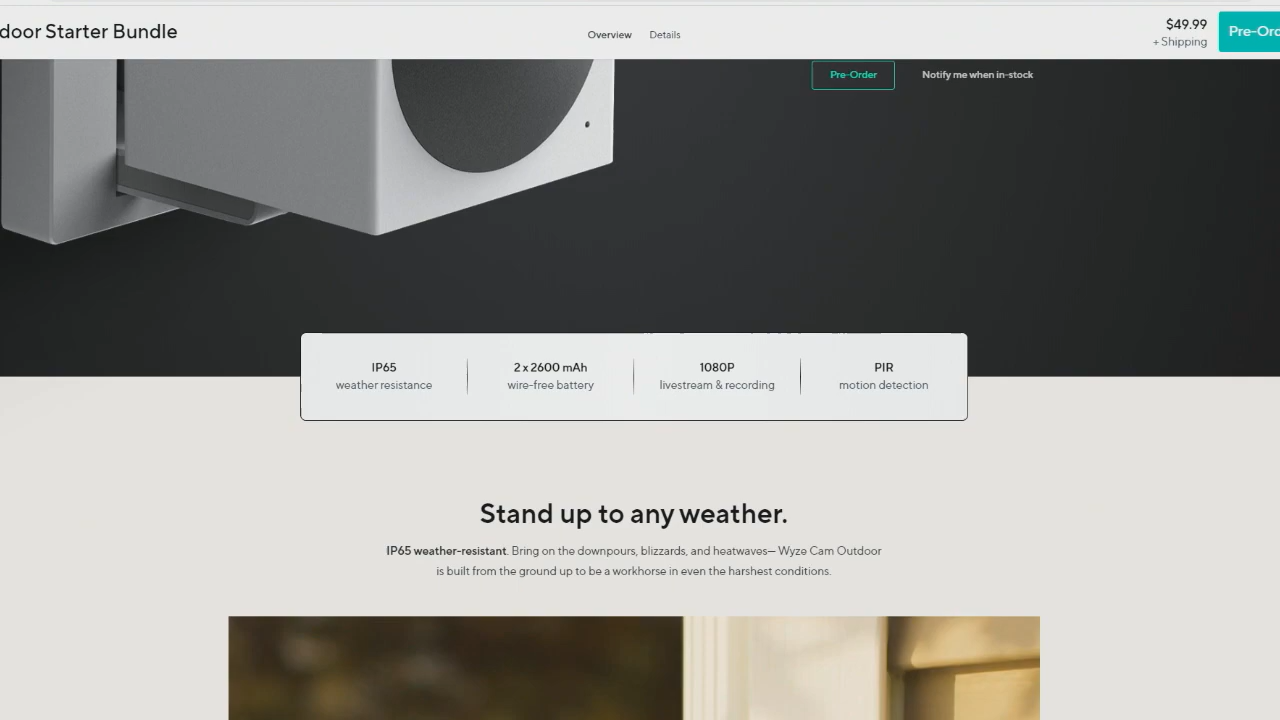 door Starter Bundle
Overview
Details
$49.99
+ Shipping
Pre-Ord
Pre-Order
Notify me when in-stock
IP65
weather resistance
2 x 2600 mAh
wire-free battery
1080P
livestream & recording
PIR
motion detection
Stand up to any weather.
IP65 weather-resistant. Bring on the downpours, blizzards, and heatwaves— Wyze Cam Outdoor
is built from the ground up to be a workhorse in even the harshest conditions.